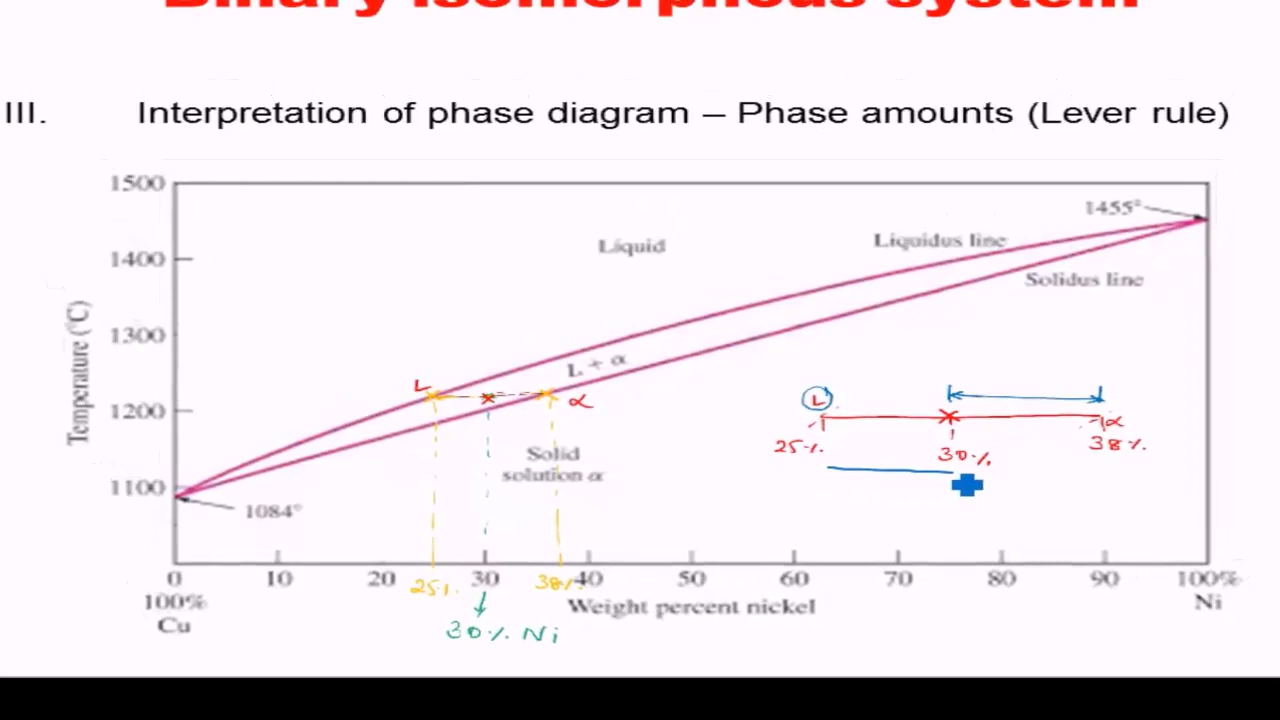 Binary isomorphous system
III. Interpretation of phase diagram – Phase amounts (Lever rule)
1500
1455°
Liquid
Liquidus line
1400
Solidus line
1300
L + α
L
α
Temperature (°C)
1200
L
α
25%
30%
38%
Solid
solution α
1100
1084°
0 10 20 30 40 50 60 70 80 90 100%
25%
38%
100%
Cu
Weight percent nickel
Ni
30% Ni